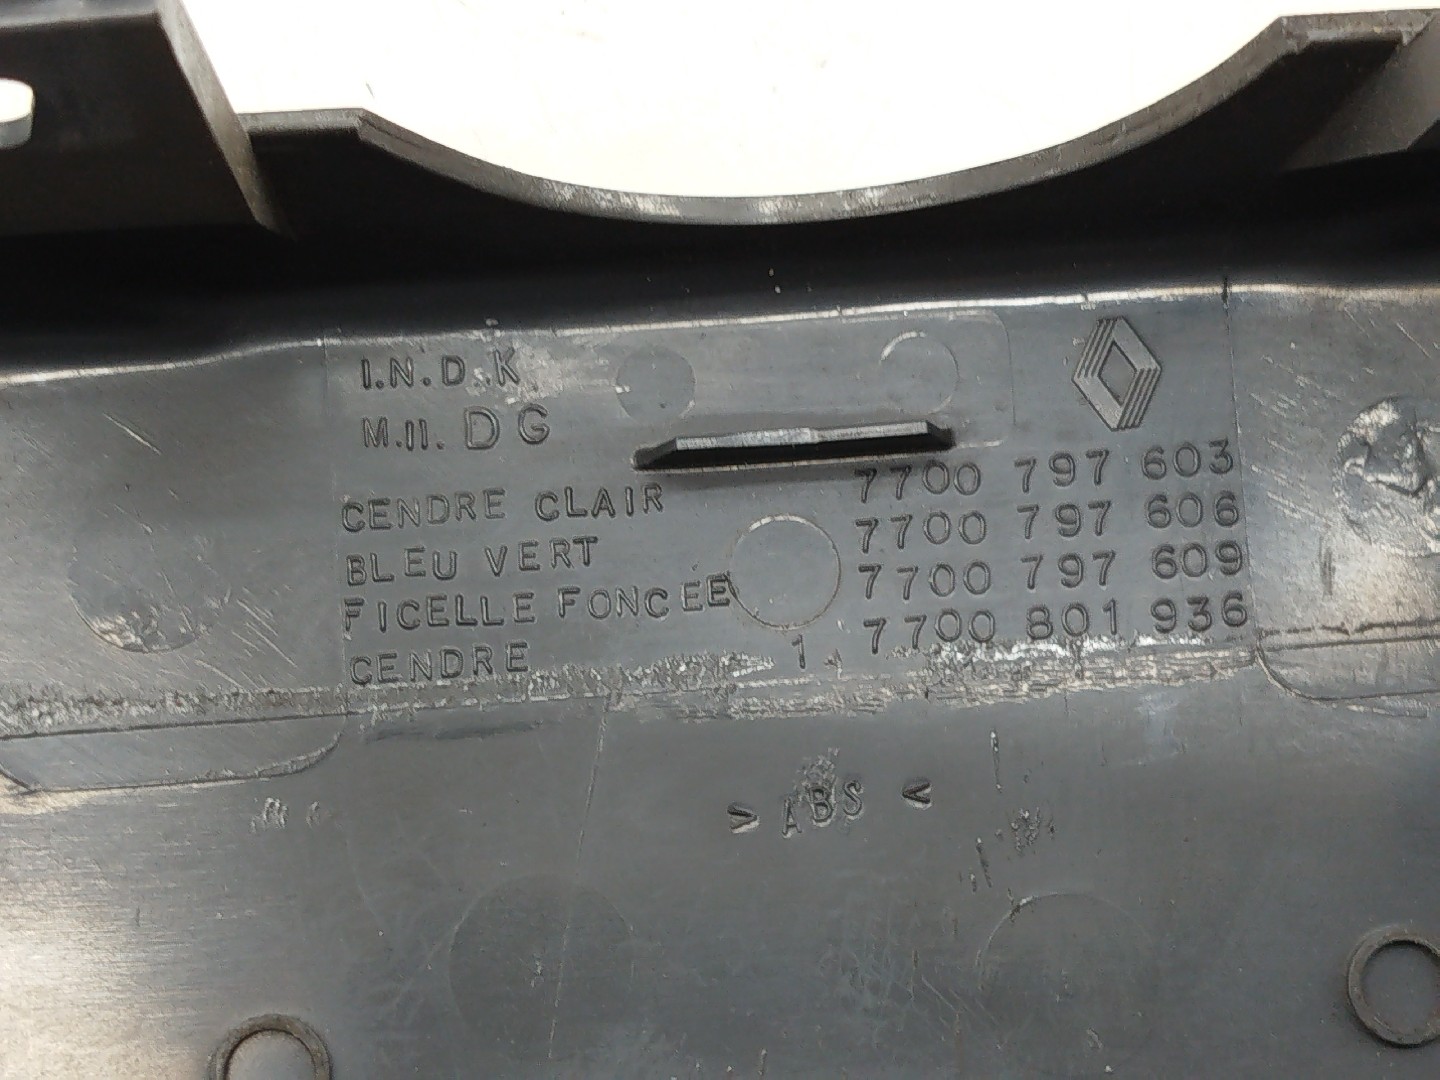 I.N.D.K
M.11. DG
CENDRE CLAIR 7700 797 603
BLEU VERT 7700 797 606
FICELLE FONCEE 7700 797 609
CENDRE 1 7700 801 936
> ABS <